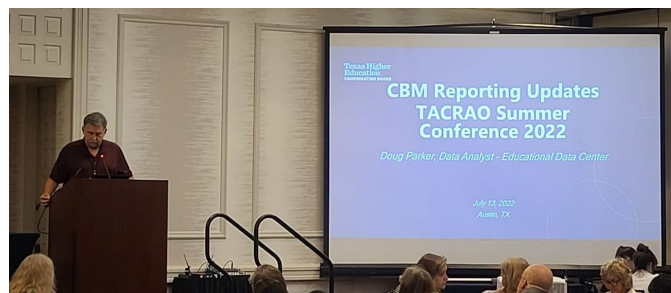 Texas Higher
Education
COORDINATING BOARD
CBM Reporting Updates
TACRAO Summer
Conference 2022
Doug Parker, Data Analyst - Educational Data Center
July 13, 2022
Austin, TX